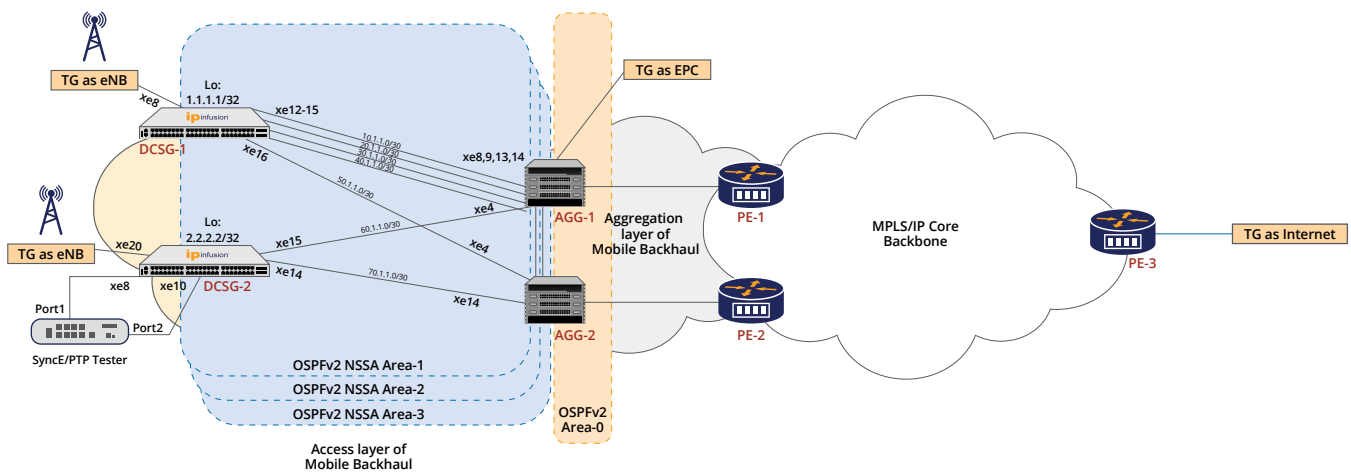 TG as eNB
xe8
Lo:
1.1.1.1/32
ip infusion
DCSG-1
xe12-15
xe16
10.1.1.0/30
20.1.1.0/30
30.1.1.0/30
40.1.1.0/30
50.1.1.0/30
xe8,9,13,14
TG as EPC
AGG-1
xe4
60.1.1.0/30
TG as eNB
xe20
Lo:
2.2.2.2/32
ip infusion
DCSG-2
xe15
xe14
xe4
70.1.1.0/30
xe14
AGG-2
xe8
xe10
Port1
Port2
SyncE/PTP Tester
Aggregation
layer of
Mobile Backhaul
PE-1
PE-2
MPLS/IP Core
Backbone
PE-3
TG as Internet
OSPFv2 NSSA Area-1
OSPFv2 NSSA Area-2
OSPFv2 NSSA Area-3
OSPFv2
Area-0
Access layer of
Mobile Backhaul